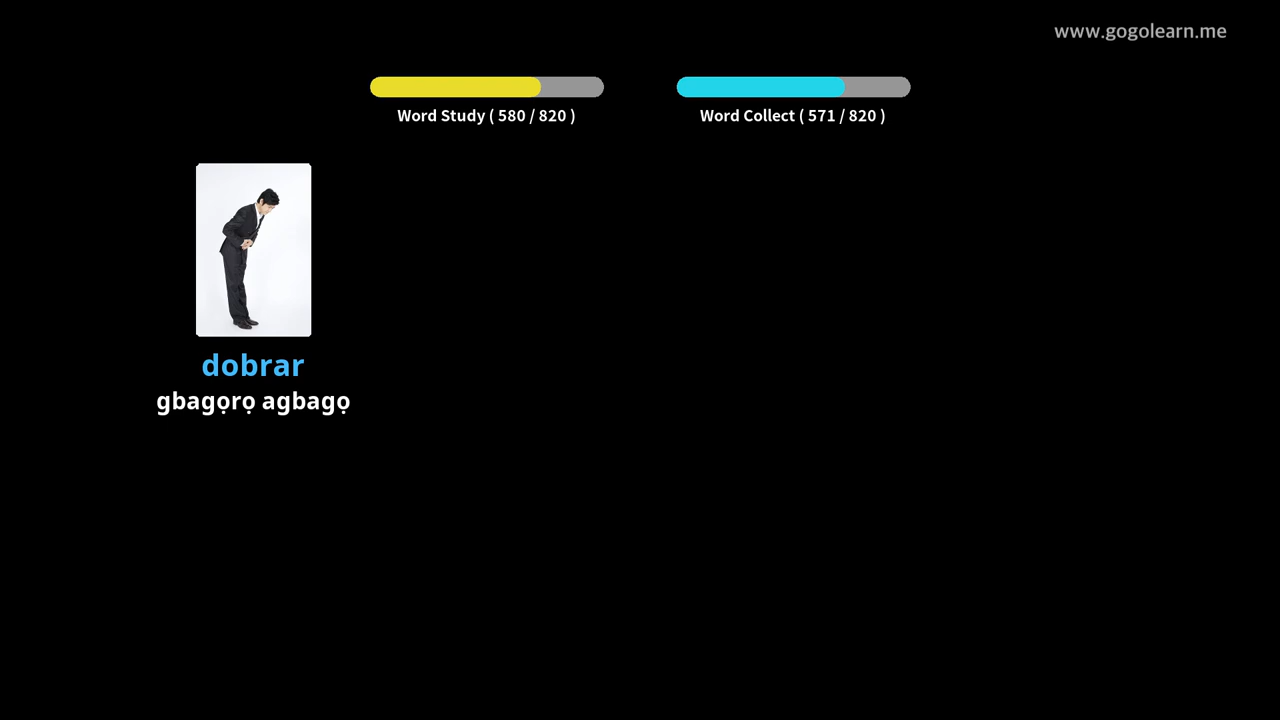 www.gogolearn.me
Word Study ( 580 / 820 )
Word Collect ( 571 / 820 )
dobrar
gbagọrọ agbagọ